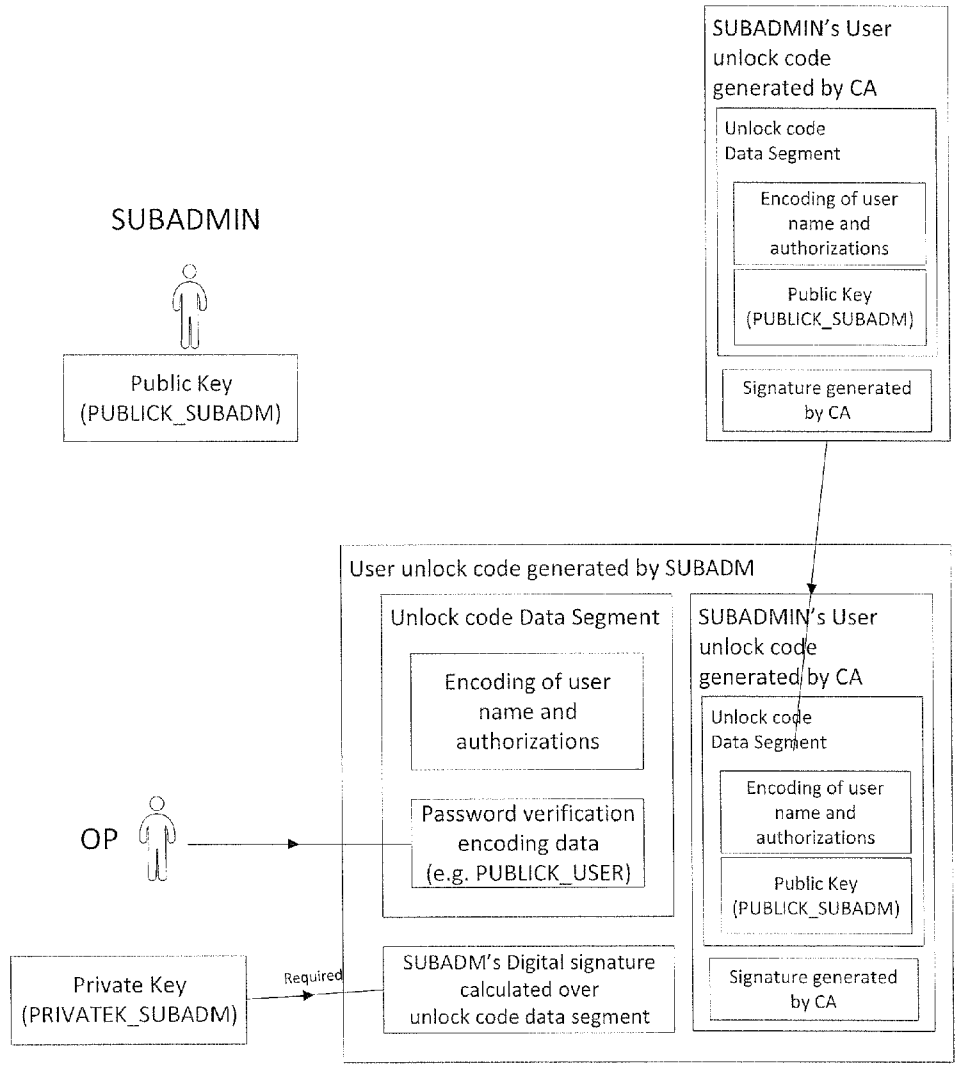 SUBADMIN's User
unlock code
generated by CA
Unlock code
Data Segment
Encoding of user
name and
authorizations
Public Key
(PUBLICK_SUBADM)
Signature generated
by CA
SUBADMIN
Public Key
(PUBLICK_SUBADM)
User unlock code generated by SUBADM
Unlock code Data Segment
Encoding of user
name and
authorizations
Password verification
encoding data
(e.g. PUBLICK_USER)
SUBADM's Digital signature
calculated over
unlock code data segment
SUBADMIN's User
unlock code
generated by CA
Unlock code
Data Segment
Encoding of user
name and
authorizations
Public Key
(PUBLICK_SUBADM)
Signature generated
by CA
OP
Private Key
(PRIVATEK_SUBADM)
Required